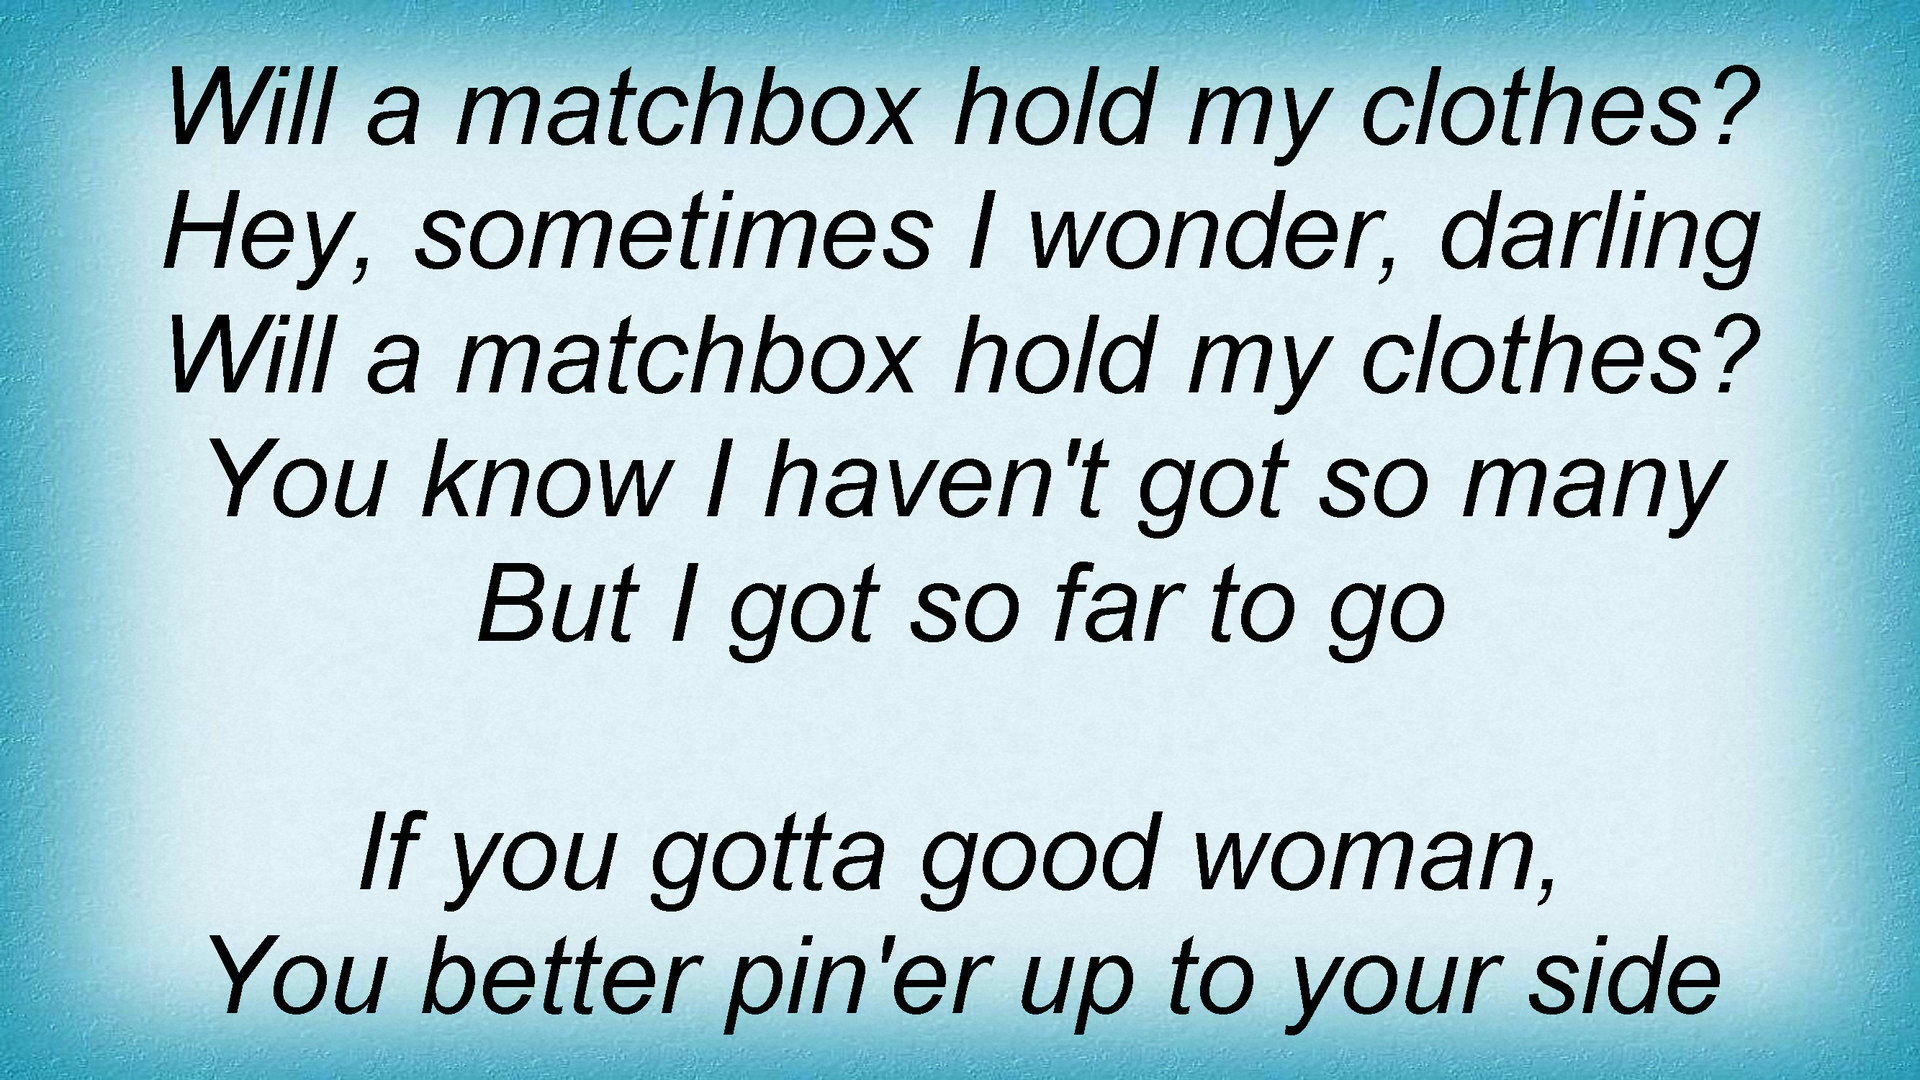 Will a matchbox hold my clothes?
Hey, sometimes I wonder, darling
Will a matchbox hold my clothes?
You know I haven't got so many
But I got so far to go
If you gotta good woman,
You better pin'er up to your side